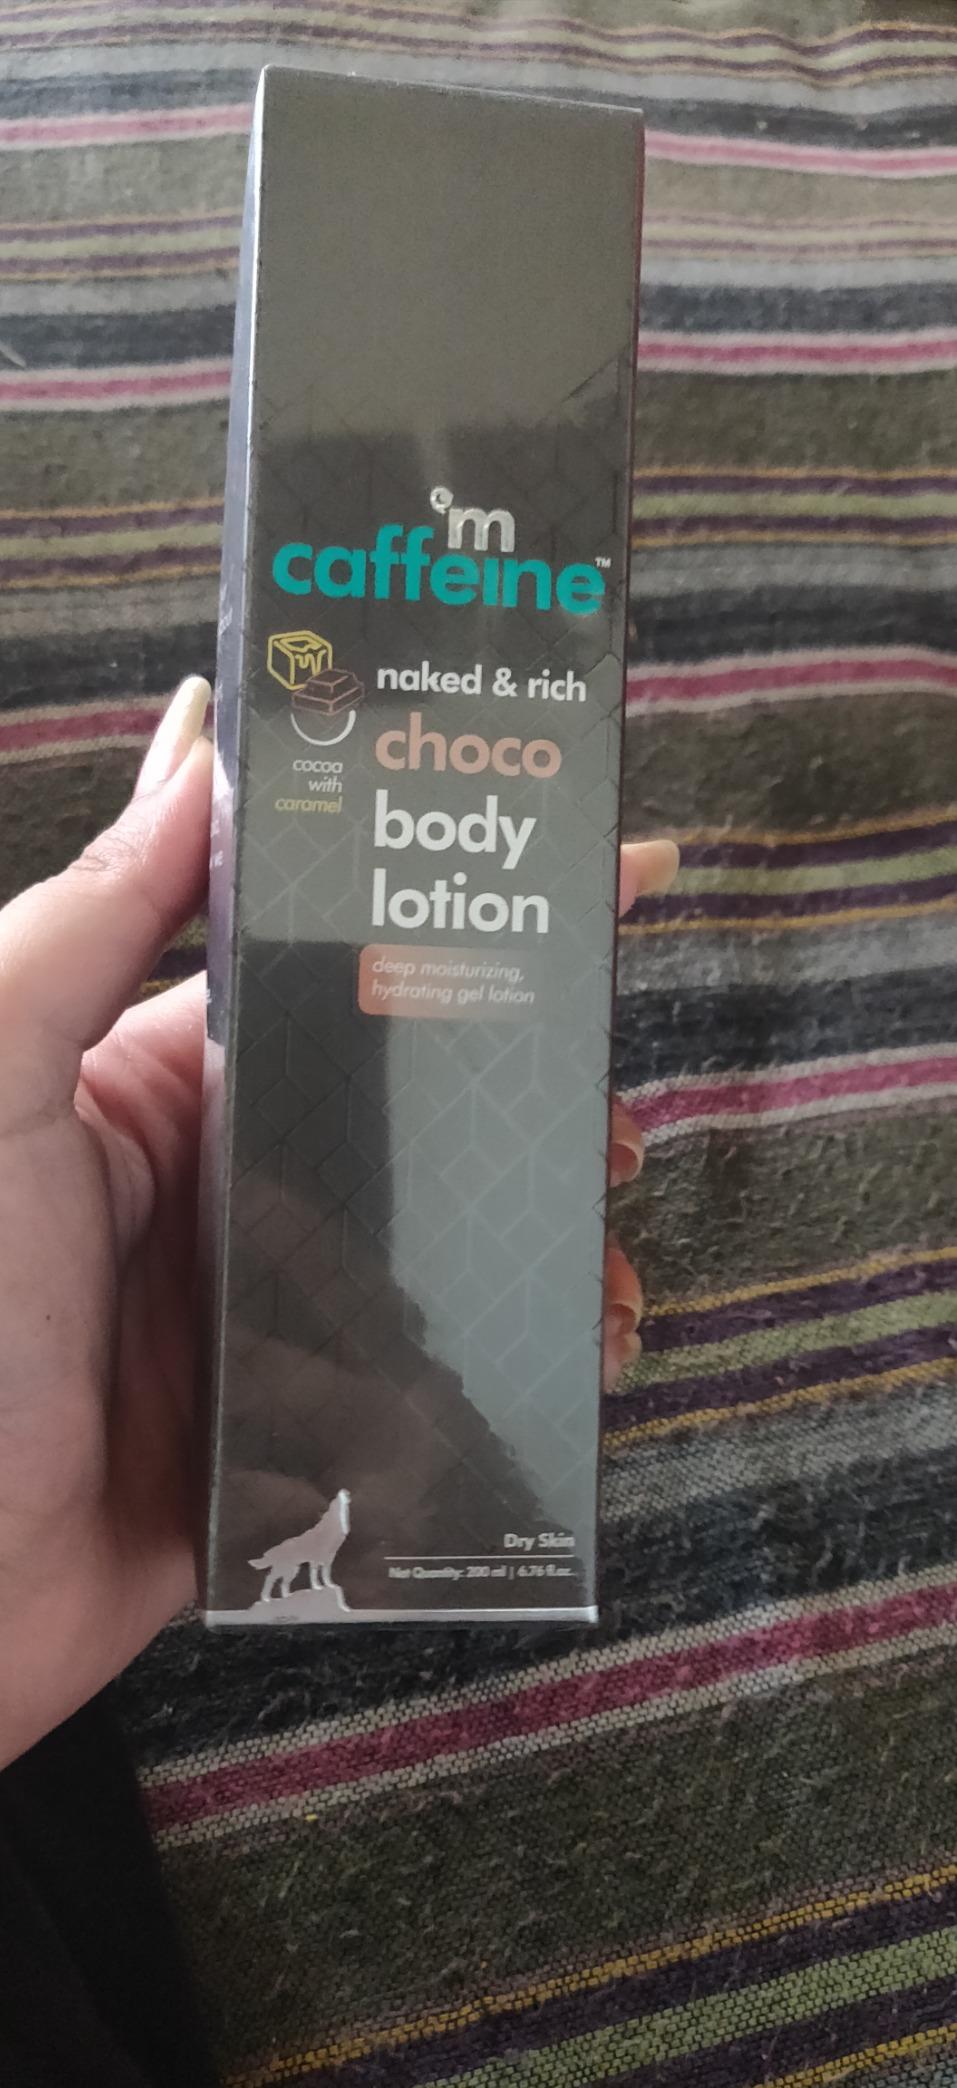 m
caffeine™
naked & rich
choco
body
lotion
cocoa
with
caramel
deep moisturizing,
hydrating gel lotion
Dry Skin
Net Quantity: 200 ml | 6.76 fl.oz.